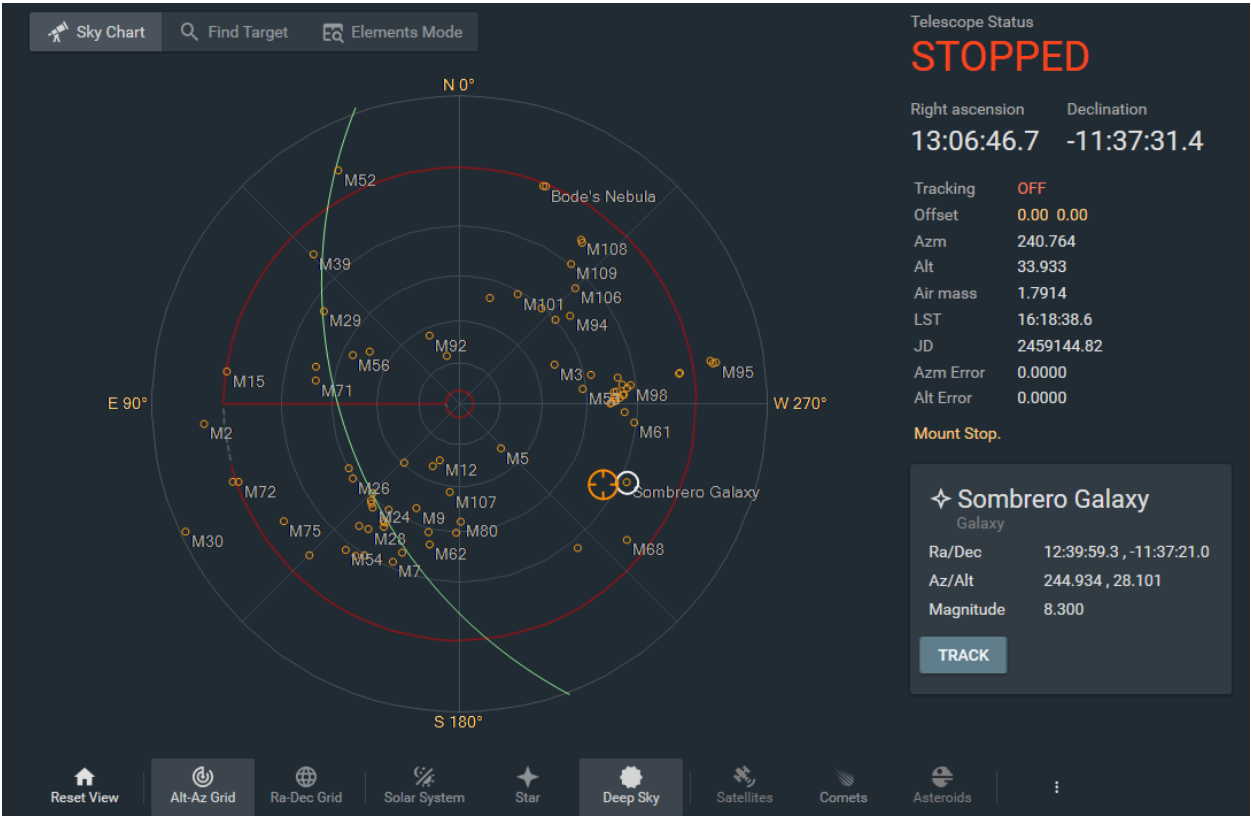 Sky Chart
Find Target
Elements Mode
Telescope Status
STOPPED
Right ascension Declination
13:06:46.7 -11:37:31.4
Tracking OFF
Offset 0.00 0.00
Azm 240.764
Alt 33.933
Air mass 1.7914
LST 16:18:38.6
JD 2459144.82
Azm Error 0.0000
Alt Error 0.0000
Mount Stop.
Sombrero Galaxy
Galaxy
Ra/Dec 12:39:59.3 , -11:37:21.0
Az/Alt 244.934 , 28.101
Magnitude 8.300
TRACK
N 0°
M52
Bode's Nebula
M108
M39
M109
M106
M101
M29
M94
M92
M56
M3
M95
M15
M71
M98
E 90°
W 270°
M2
M61
M5
M12
M26
M72
M107
Sombrero Galaxy
M24
M9
M75
M80
M28
M30
M62
M68
M54
M7
S 180°
Reset View
Alt-Az Grid
Ra-Dec Grid
Solar System
Star
Deep Sky
Satellites
Comets
Asteroids